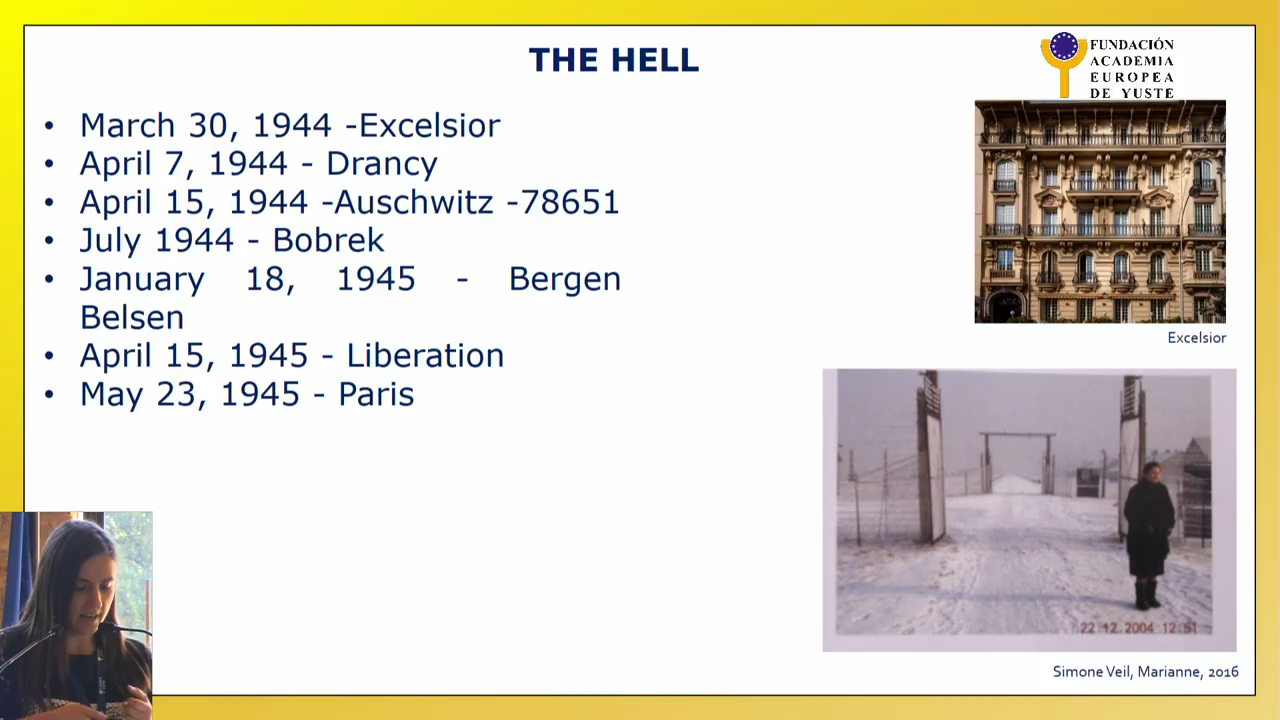 THE HELL
FUNDACIÓN
ACADEMIA
EUROPEA
DE YUSTE
• March 30, 1944 -Excelsior
• April 7, 1944 - Drancy
• April 15, 1944 -Auschwitz -78651
• July 1944 - Bobrek
• January 18, 1945 - Bergen
Belsen
• April 15, 1945 - Liberation
• May 23, 1945 - Paris
Excelsior
22 12 2004 12:51
Simone Veil, Marianne, 2016